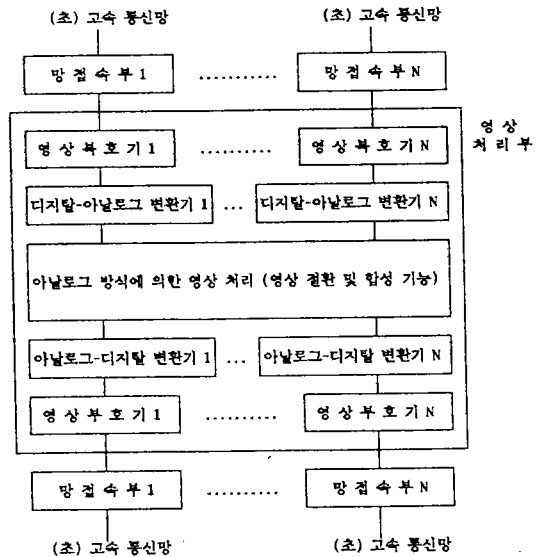 (초) 고속 통신망 (초) 고속 통신망
망 접 속 부 1 ........... 망 접 속 부 N
영 상
처 리 부
영 상 복 호 기 1 .......... 영 상 복 호 기 N
디지탈-아날로그 변환기 1 ... 디지탈-아날로그 변환기 N
아날로그 방식에 의한 영상 처리 (영상 절환 및 합성 기능)
아날로그-디지탈 변환기 1 ... 아날로그-디지탈 변환기 N
영 상 부 호 기 1 .......... 영 상 부 호 기 N
망 접 속 부 1 .......... 망 접 속 부 N
(초) 고속 통신망 (초) 고속 통신망